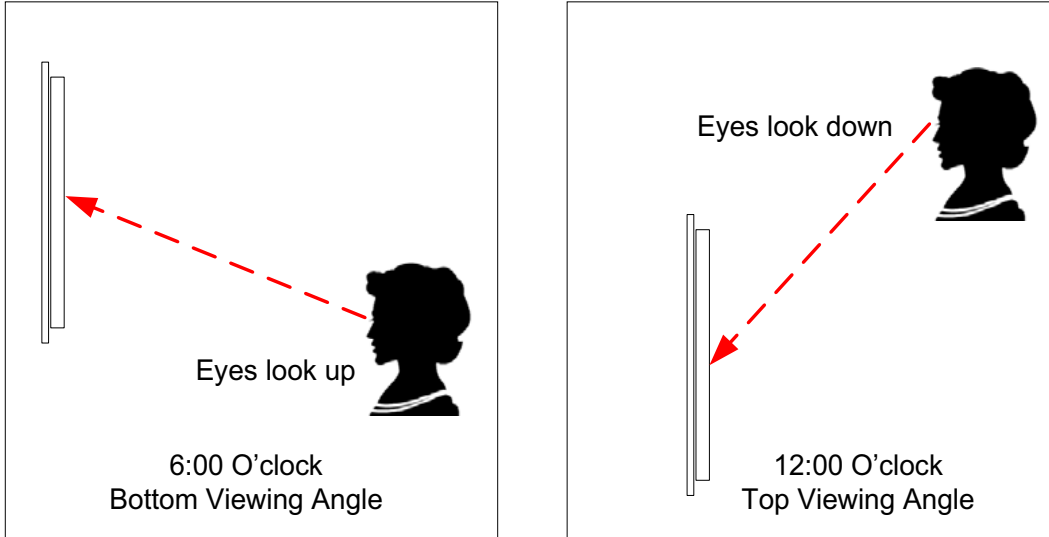 Eyes look up
6:00 O’clock
Bottom Viewing Angle
Eyes look down
12:00 O’clock
Top Viewing Angle